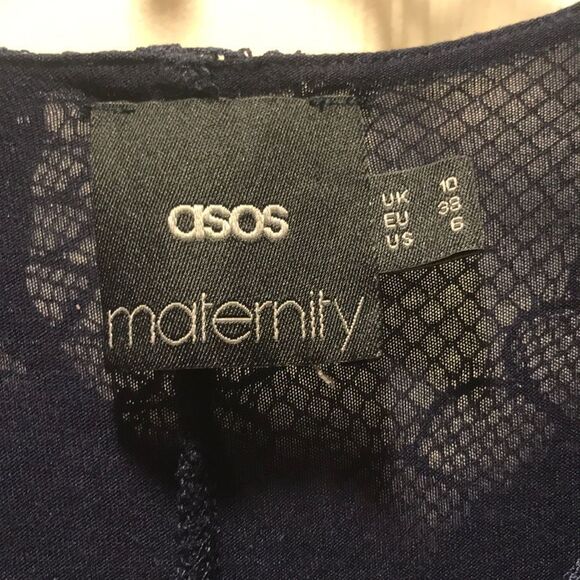 asos
maternity
UK 10
EU 38
US 6